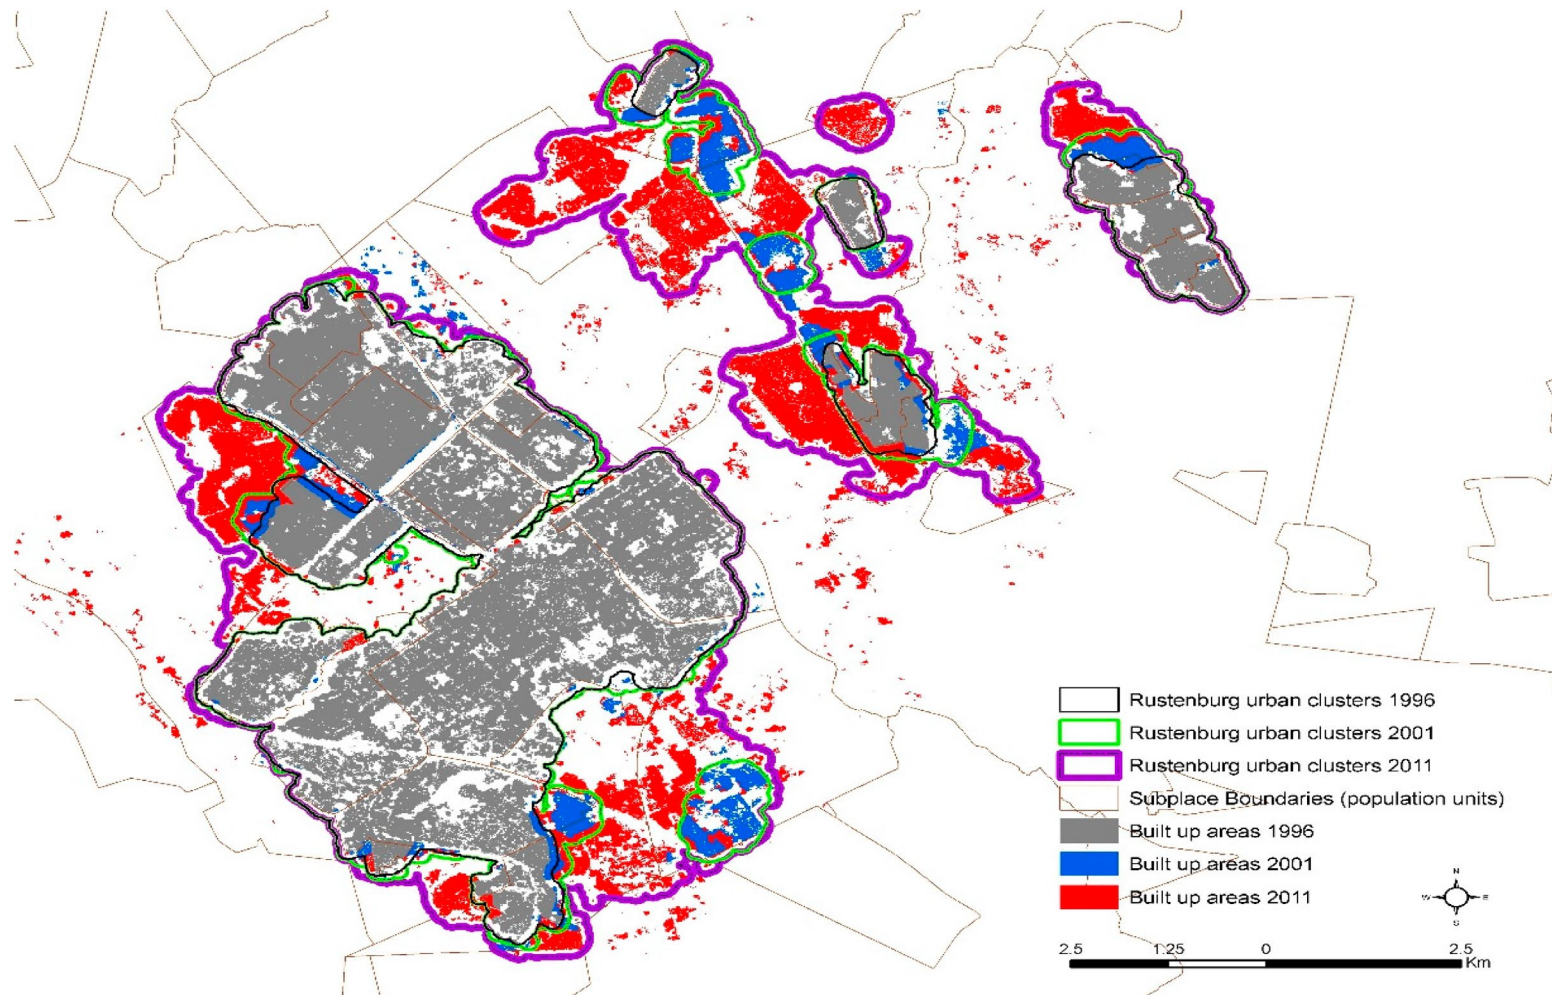 Rustenburg urban clusters 1996
Rustenburg urban clusters 2001
Rustenburg urban clusters 2011
Subplace Boundaries (population units)
Built up areas 1996
Built up areas 2001
Built up areas 2011
N
W E
S
2.5 1.25 0 2.5
Km